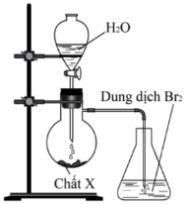 H₂O
Dung dịch Br₂
Chất X